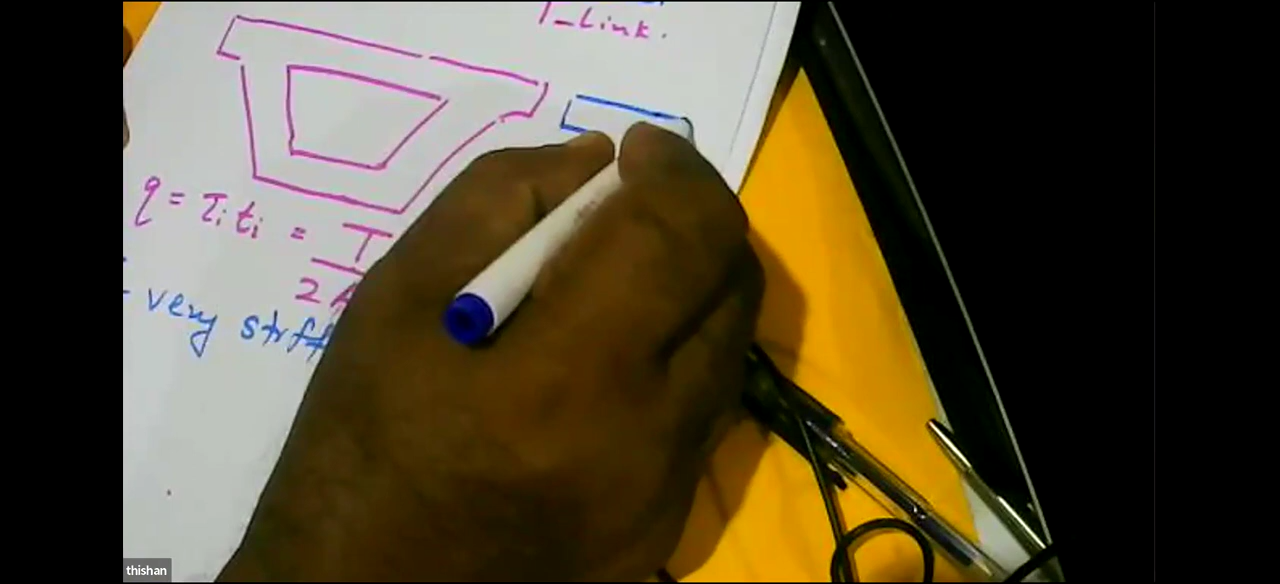 T-Link.
q = τᵢtᵢ = T
2A
- very stiff
thishan